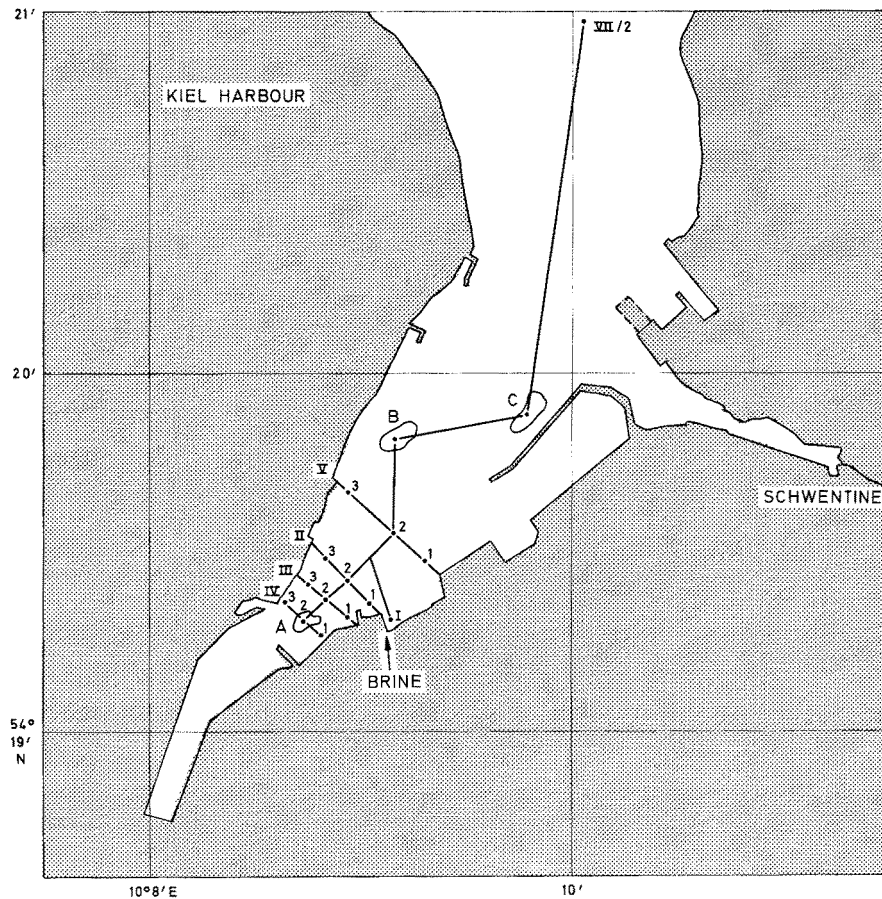 21'
VII/2
KIEL HARBOUR
20'
B
C
V
3
SCHWENTINE
2
II
3
1
III
3
2
IV
3
2
1
2
1
I
A
1
BRINE
54°
19'
N
10°8'E
10'